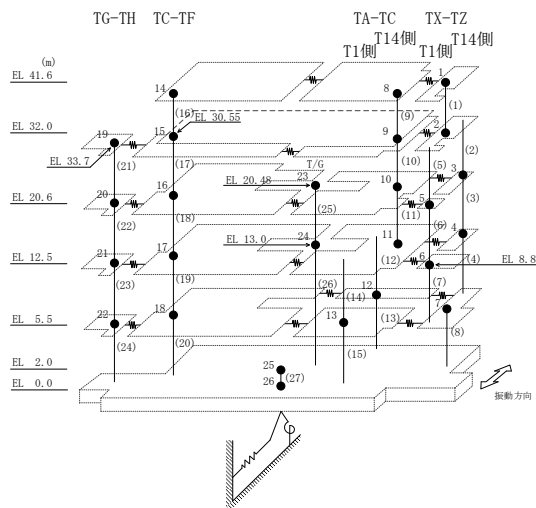 TG-TH TC-TF TA-TC TX-TZ
T14側 T14側
T1側 T1側
(m)
EL 41.6
14 8 1
(16) (9) (1)
EL 30.55
EL 32.0
19 15 9 2
EL 33.7
(21) (17) (10) (2)
T/G
EL 20.6
20 16 EL 20.48 23 10 (5) 3
(22) (18) (25) (11) 5 (3)
EL 12.5
21 17 EL 13.0 24 11 (6) 4
(23) (19) (12) 6 (4) EL 8.8
EL 5.5
22 18 (26) (14) 12 (7) 7
(24) (20) 13 (13) (8)
(15)
EL 2.0
25
EL 0.0
26 (27)
振動方向